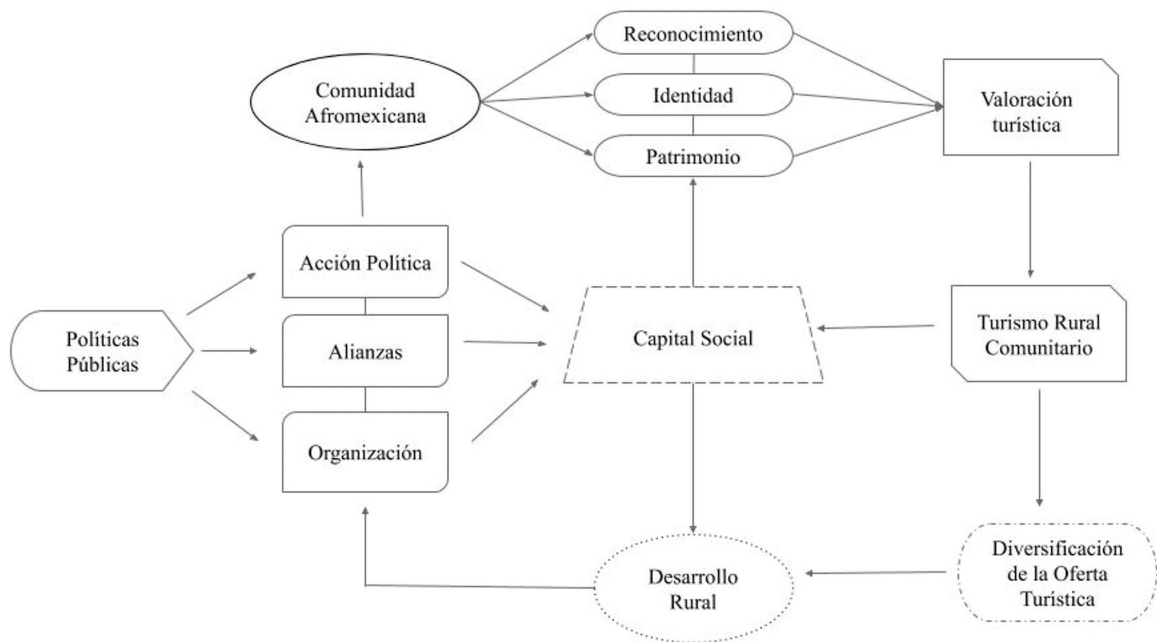 Reconocimiento
Comunidad
Afromexicana
Identidad
Valoración
turística
Patrimonio
Acción Política
Políticas
Públicas
Alianzas
Capital Social
Turismo Rural
Comunitario
Organización
Desarrollo
Rural
Diversificación
de la Oferta
Turística